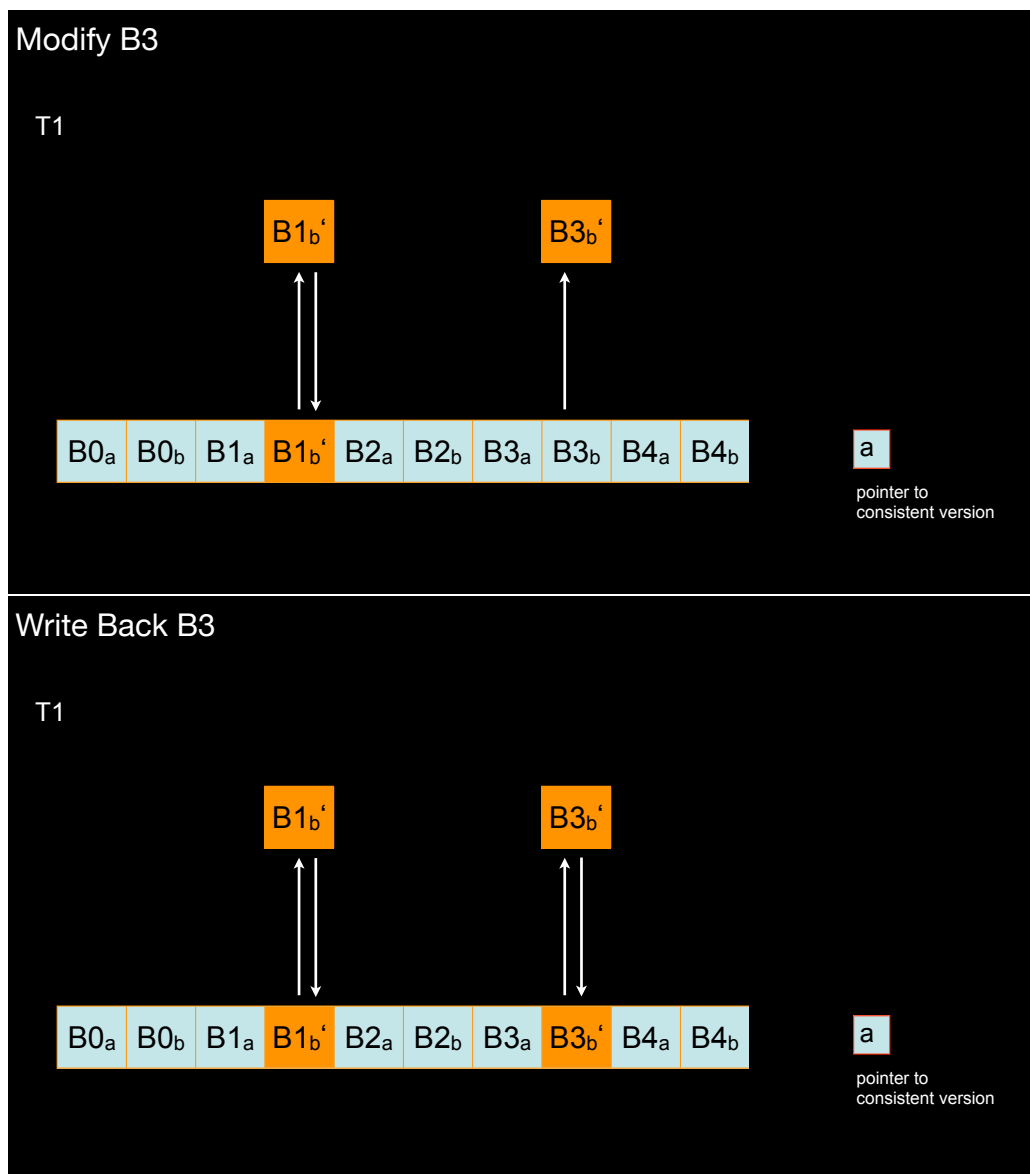 Modify B3
T1
B1b‘ B3b‘
B0a B0b B1a B1b‘ B2a B2b B3a B3b B4a B4b a
pointer to
consistent version
Write Back B3
T1
B1b‘ B3b‘
B0a B0b B1a B1b‘ B2a B2b B3a B3b‘ B4a B4b a
pointer to
consistent version